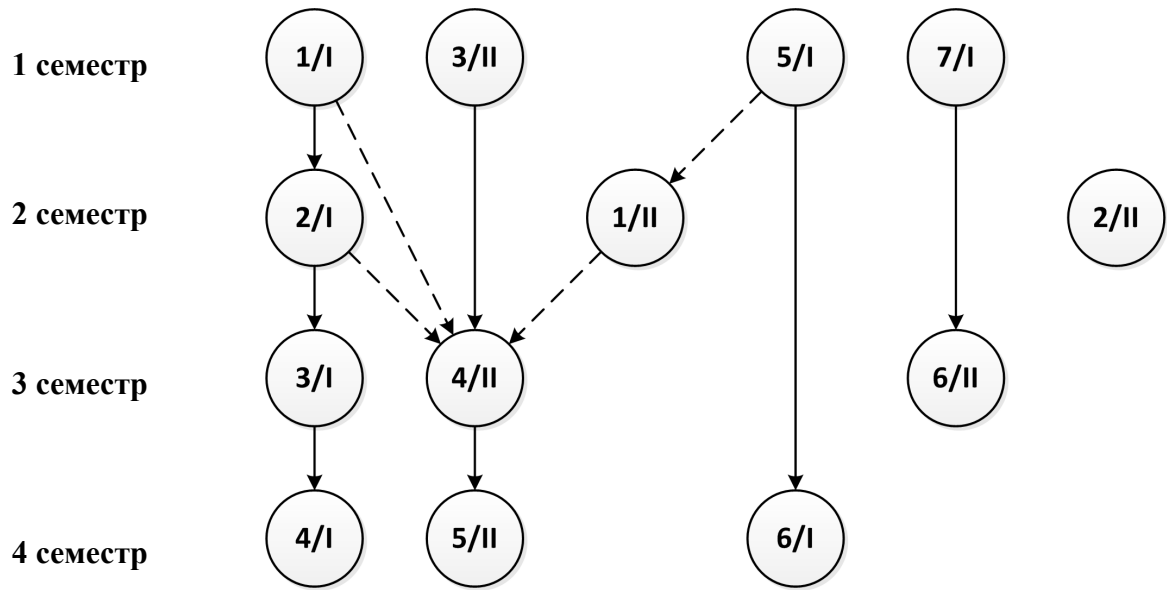 1 семестр 1/I 3/II 5/I 7/I
2 семестр 2/I 1/II 2/II
3 семестр 3/I 4/II 6/II
4 семестр 4/I 5/II 6/I